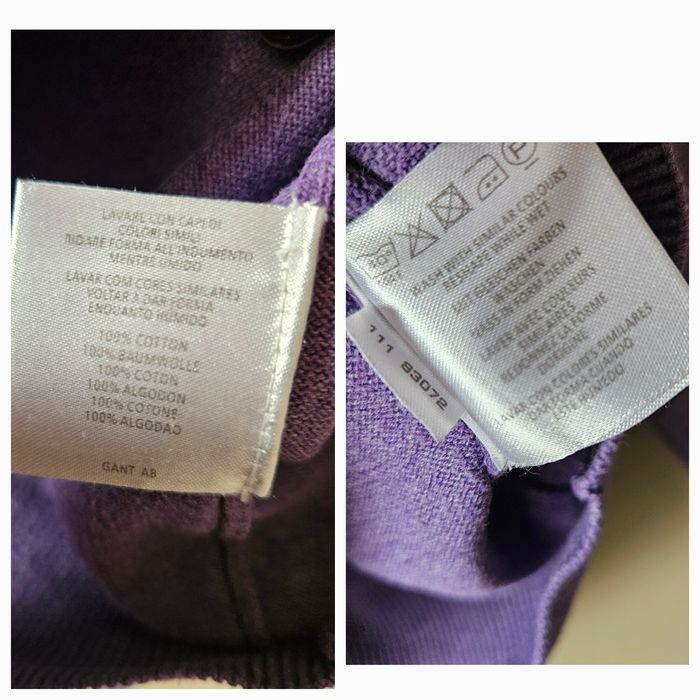 LAVARE CON CAPI DI
COLORI SIMILI
RIDARE FORMA ALL'INDUMENTO
MENTRE UMIDO
LAVAR COM CORES SIMILARES
VOLTAR A DAR FORMA
ENQUANTO HUMIDO
100% COTTON
100% BAUMWOLLE
100% COTON
100% ALGODON
100% COTONE
100% ALGODAO
GANT AB
P
WASH WITH SIMILAR COLOURS
RESHAPE WHILE WET
MIT GLEICHEN FARBEN
WASCHEN
NASS IN FORM ZIEHEN
LAVER AVEC COULEURS
SIMILAIRES
LA FORME
D'ORIGINE
LAVAR CON COLORES SIMILARES
DAR FORMA CUANDO
ESTE HUMEDO
111 83072